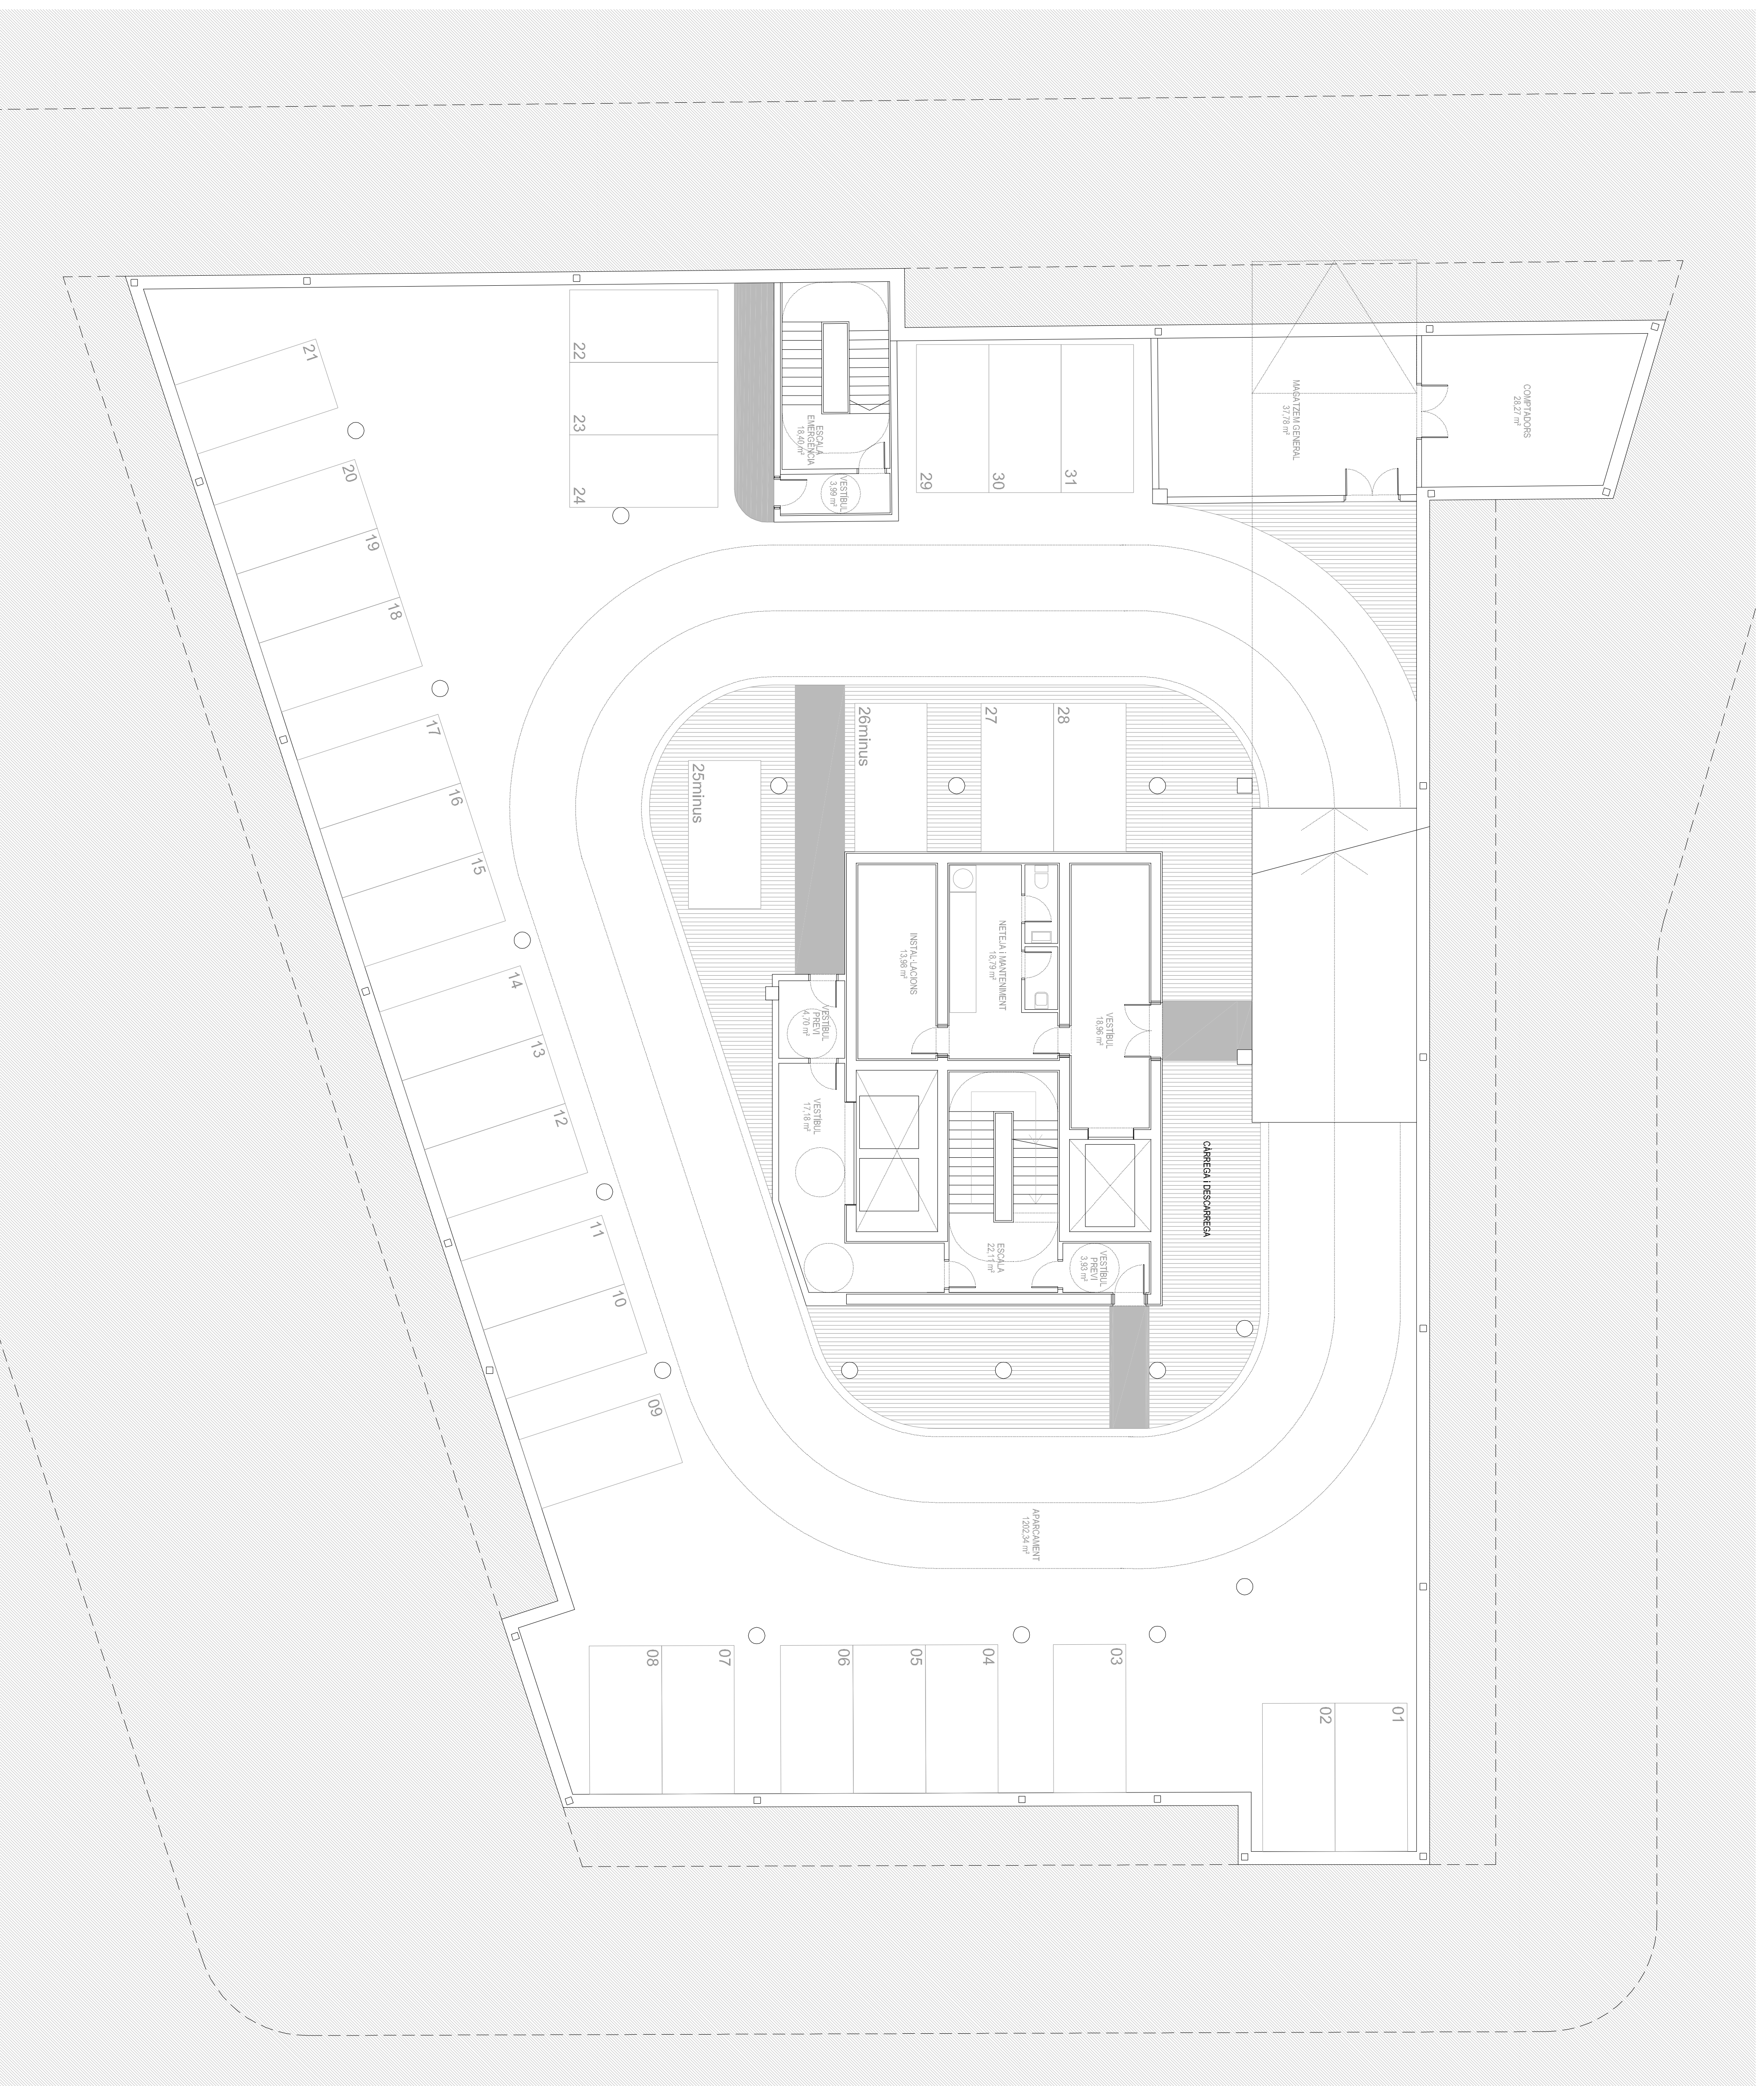 21
20
19
18
17
16
15
14
13
12
11
10
09
22
23
24
ESCALA
EMERGÈNCIA
18,40 m²
VESTÍBUL
3,99 m²
29
30
31
MAGATZEM GENERAL
37,78 m²
COMPTADORS
28,27 m²
25minus
26minus
27
28
INSTAL·LACIONS
13,98 m²
NETEJA i MANTENIMENT
18,79 m²
VESTÍBUL
18,96 m²
VESTÍBUL
PREVI
4,70 m²
VESTÍBUL
17,18 m²
ESCALA
22,11 m²
VESTÍBUL
PREVI
3,93 m²
CÀRREGA i DESCARREGA
APARCAMENT
1202,34 m²
08
07
06
05
04
03
02
01